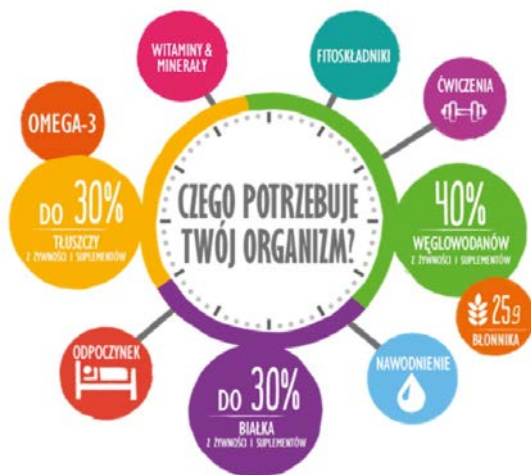 WITAMINY &
MINERAŁY
FITOSKŁADNIKI
ĆWICZENIA
OMEGA-3
DO 30%
TŁUSZCZY
Z ŻYWNOŚCI I SUPLEMENTÓW
CZEGO POTRZEBUJE
TWÓJ ORGANIZM?
40%
WĘGLOWODANÓW
Z ŻYWNOŚCI I SUPLEMENTÓW
25g
BŁONNIKA
ODPOCZYNEK
DO 30%
BIAŁKA
Z ŻYWNOŚCI I SUPLEMENTÓW
NAWODNIENIE